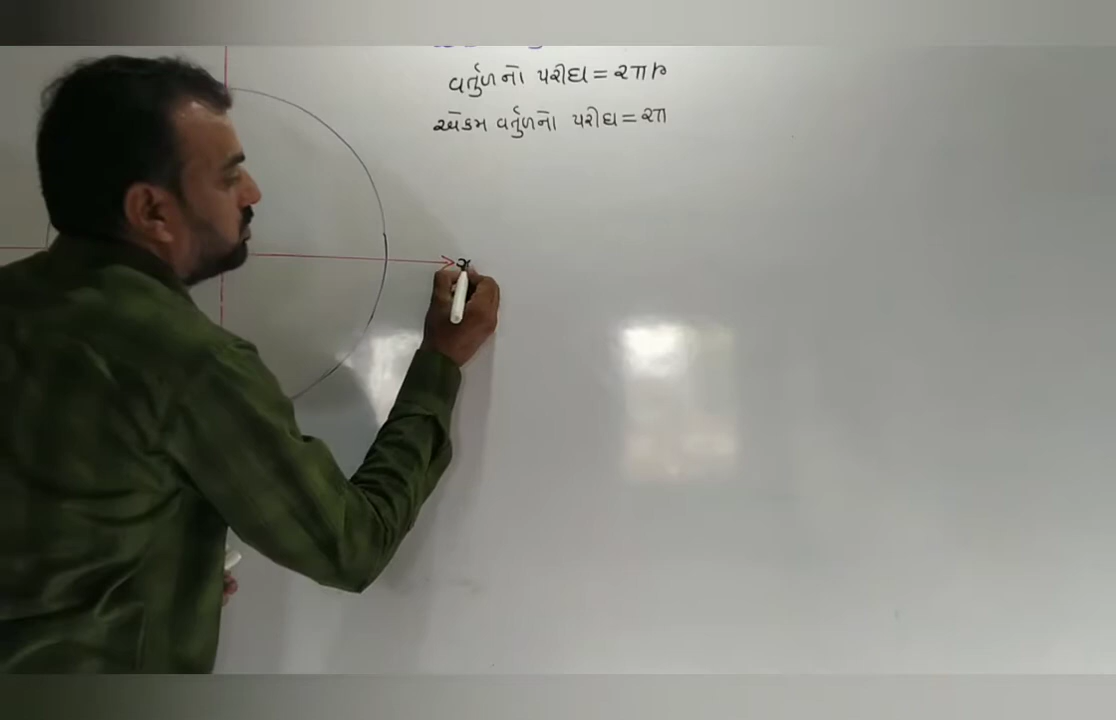 વર્તુળનો પરીઘ = ૨πr
એકમ વર્તુળનો પરીઘ = ૨π
x